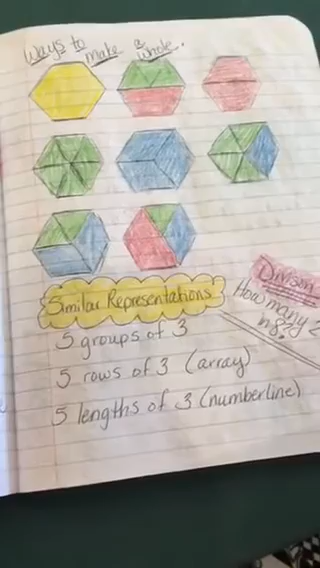 Ways to make a whole.
Similar Representations
Division
How many 2
in 8?
5 groups of 3
5 rows of 3 (array)
5 lengths of 3 (numberline)